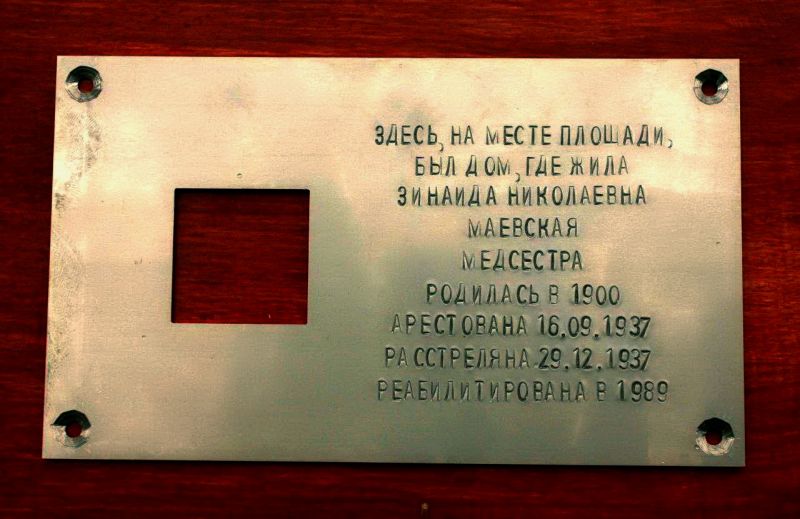 ЗДЕСЬ, НА МЕСТЕ ПЛОЩАДИ,
БЫЛ ДОМ, ГДЕ ЖИЛА
ЗИНАИДА НИКОЛАЕВНА
МАЕВСКАЯ
МЕДСЕСТРА
РОДИЛАСЬ В 1900
АРЕСТОВАНА 16.09.1937
РАССТРЕЛЯНА 29.12.1937
РЕАБИЛИТИРОВАНА В 1989